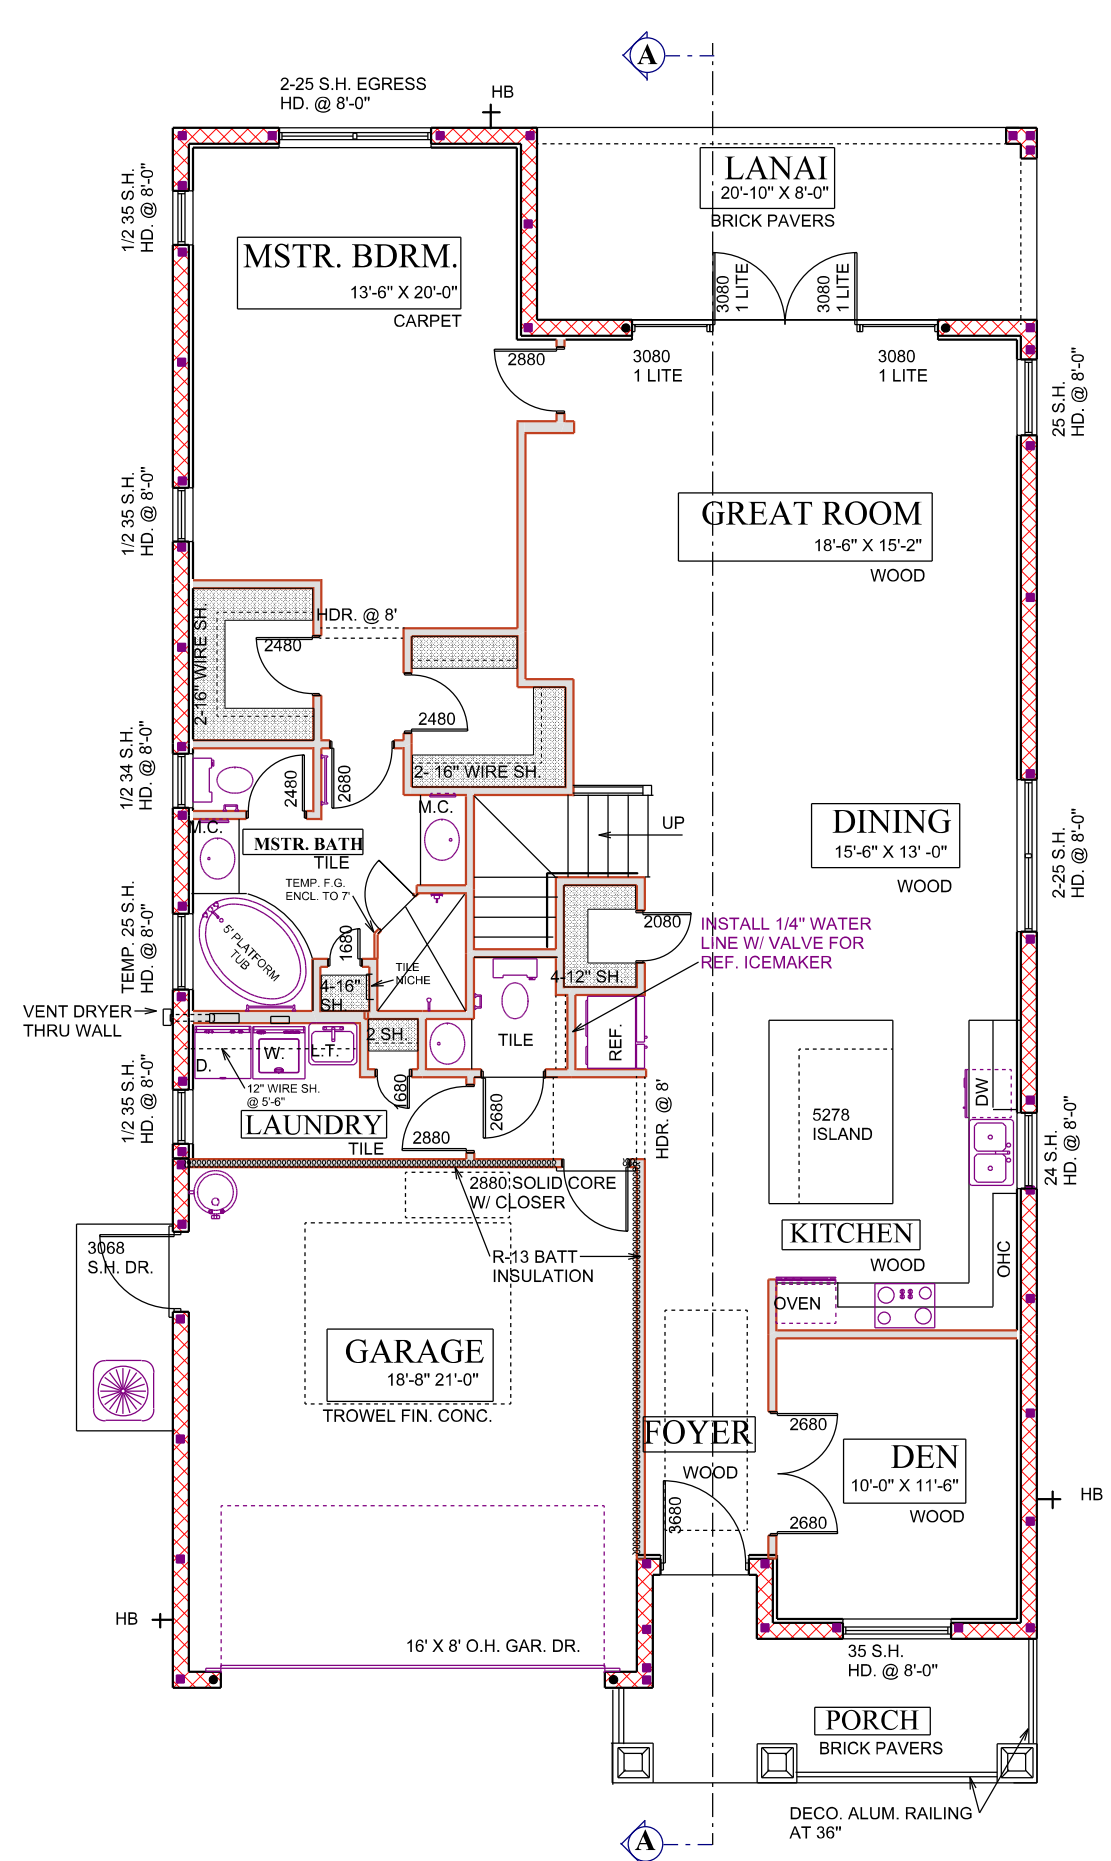 A
2-25 S.H. EGRESS
HD. @ 8'-0"
HB
LANAI
20'-10" X 8'-0"
BRICK PAVERS
1/2 35 S.H.
HD. @ 8'-0"
MSTR. BDRM.
13'-6" X 20'-0"
CARPET
3080
1 LITE
3080
1 LITE
2880
3080
1 LITE
3080
1 LITE
25 S.H.
HD. @ 8'-0"
1/2 35 S.H.
HD. @ 8'-0"
GREAT ROOM
18'-6" X 15'-2"
WOOD
2-16" WIRE SH.
HDR. @ 8'
2480
2480
2- 16" WIRE SH.
1/2 34 S.H.
HD. @ 8'-0"
2480
2680
M.C.
M.C.
MSTR. BATH
TILE
UP
DINING
15'-6" X 13' -0"
WOOD
2-25 S.H.
HD. @ 8'-0"
TEMP. F.G.
ENCL. TO 7'
TEMP. 25 S.H.
HD. @ 8'-0"
5' PLATFORM
TUB
1680
2080
INSTALL 1/4" WATER
LINE W/ VALVE FOR
REF. ICEMAKER
TILE
NICHE
4-16"
SH.
4-12" SH.
VENT DRYER
THRU WALL
2 SH.
TILE
REF.
D.
W.
L.T.
12" WIRE SH.
@ 5'-6"
1680
2680
HDR. @ 8'
DW
1/2 35 S.H.
HD. @ 8'-0"
LAUNDRY
TILE
2880
5278
ISLAND
24 S.H.
HD. @ 8'-0"
2880 SOLID CORE
W/ CLOSER
KITCHEN
WOOD
OHC
3068
S.H. DR.
R-13 BATT
INSULATION
OVEN
GARAGE
18'-8" 21'-0"
TROWEL FIN. CONC.
FOYER
WOOD
2680
DEN
10'-0" X 11'-6"
WOOD
3680
2680
HB
HB
16' X 8' O.H. GAR. DR.
35 S.H.
HD. @ 8'-0"
PORCH
BRICK PAVERS
DECO. ALUM. RAILING
AT 36"
A